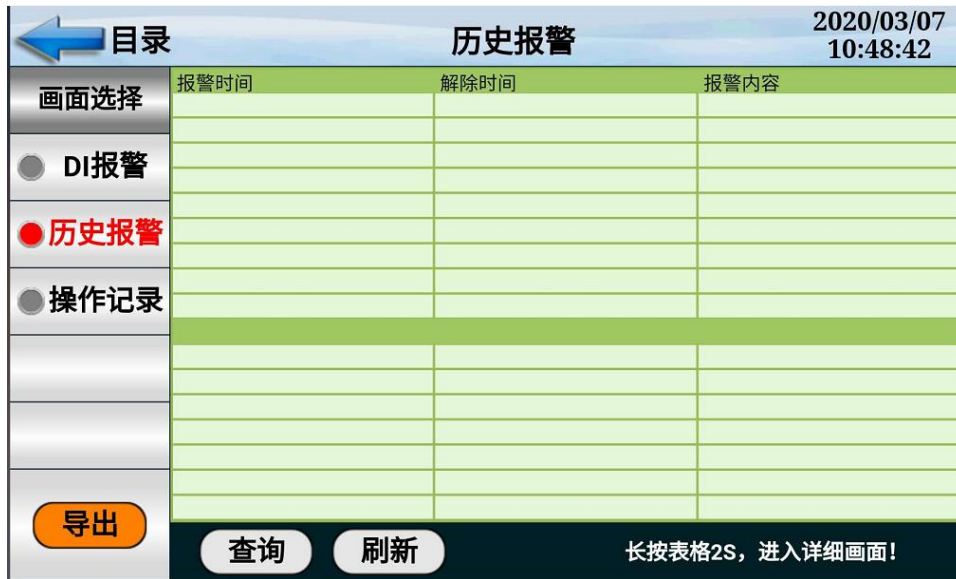 目录
历史报警
2020/03/07
10:48:42
画面选择
报警时间 解除时间 报警内容
DI报警
历史报警
操作记录
导出
查询 刷新 长按表格2S，进入详细画面！